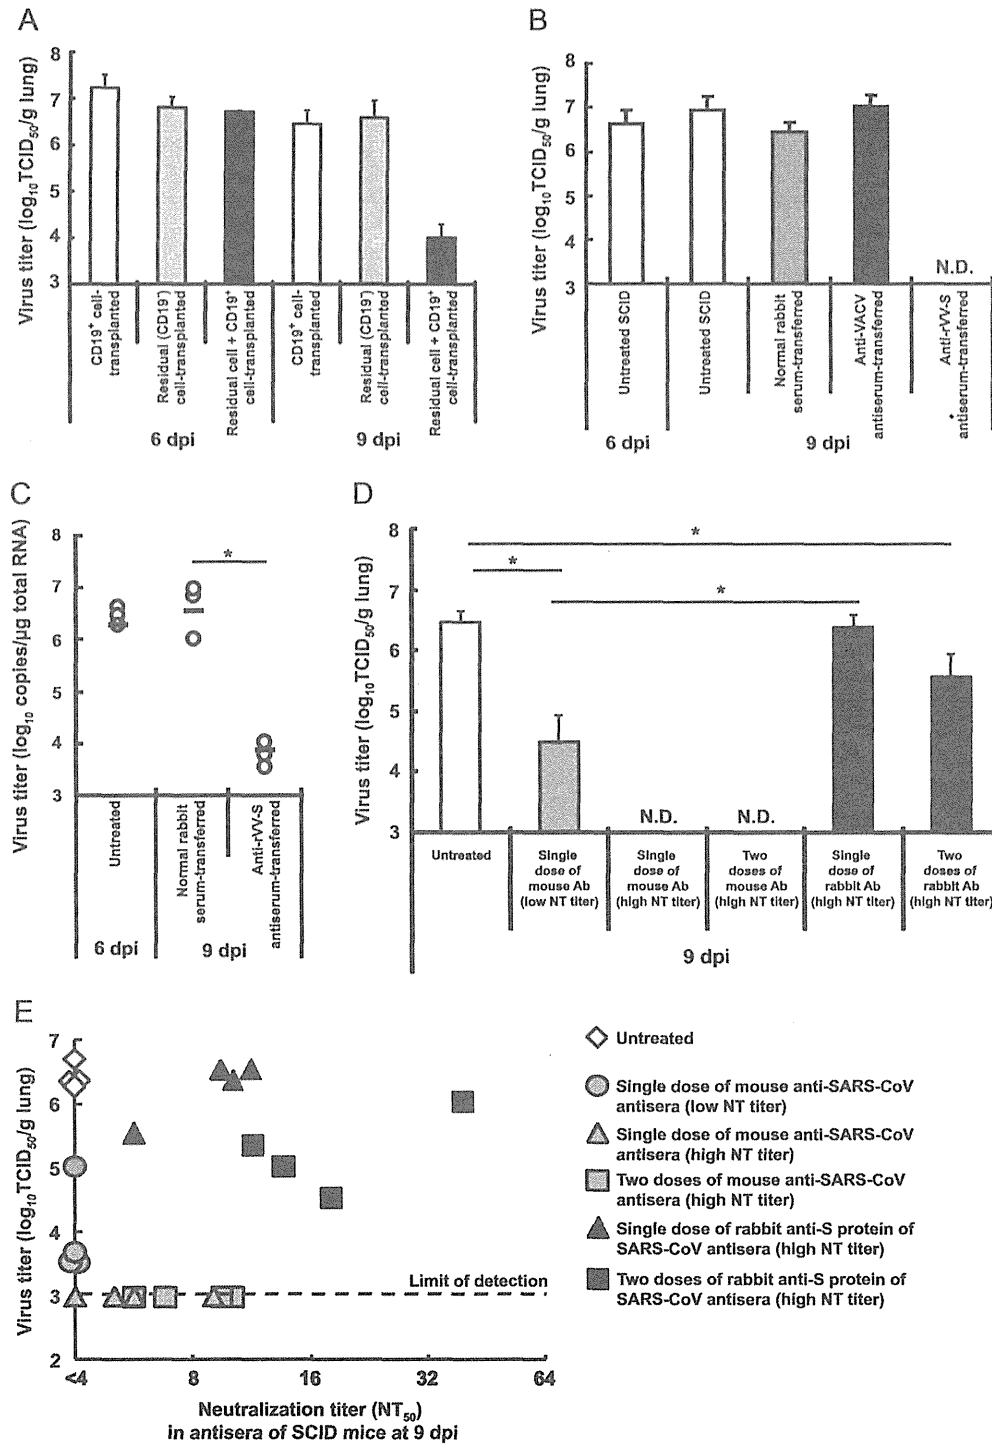 A
Virus titer (log10TCID50/g lung)
8
7
6
5
4
3
CD19+ cell-
transplanted
Residual (CD19-)
cell-transplanted
Residual cell + CD19+
cell-transplanted
CD19+ cell-
transplanted
Residual (CD19-)
cell-transplanted
Residual cell + CD19+
cell-transplanted
6 dpi
9 dpi
B
Virus titer (log10TCID50/g lung)
8
7
6
5
4
3
N.D.
Untreated SCID
Untreated SCID
Normal rabbit
serum-transferred
Anti-VACV
antiserum-transferred
Anti-rVV-S
antiserum-transferred
6 dpi
9 dpi
C
Virus titer (log10 copies/µg total RNA)
8
7
6
5
4
3
*
Untreated
Normal rabbit
serum-transferred
Anti-rVV-S
antiserum-transferred
6 dpi
9 dpi
D
Virus titer (log10TCID50/g lung)
8
7
6
5
4
3
*
*
*
N.D.
N.D.
Untreated
Single
dose of
mouse Ab
(low NT titer)
Single
dose of
mouse Ab
(high NT titer)
Two
doses of
mouse Ab
(high NT titer)
Single
dose of
rabbit Ab
(high NT titer)
Two
doses of
rabbit Ab
(high NT titer)
9 dpi
E
Virus titer (log10TCID50/g lung)
7
6
5
4
3
2
Limit of detection
<4
8
16
32
64
Neutralization titer (NT50)
in antisera of SCID mice at 9 dpi
Untreated
Single dose of mouse anti-SARS-CoV
antisera (low NT titer)
Single dose of mouse anti-SARS-CoV
antisera (high NT titer)
Two doses of mouse anti-SARS-CoV
antisera (high NT titer)
Single dose of rabbit anti-S protein of
SARS-CoV antisera (high NT titer)
Two doses of rabbit anti-S protein of
SARS-CoV antisera (high NT titer)